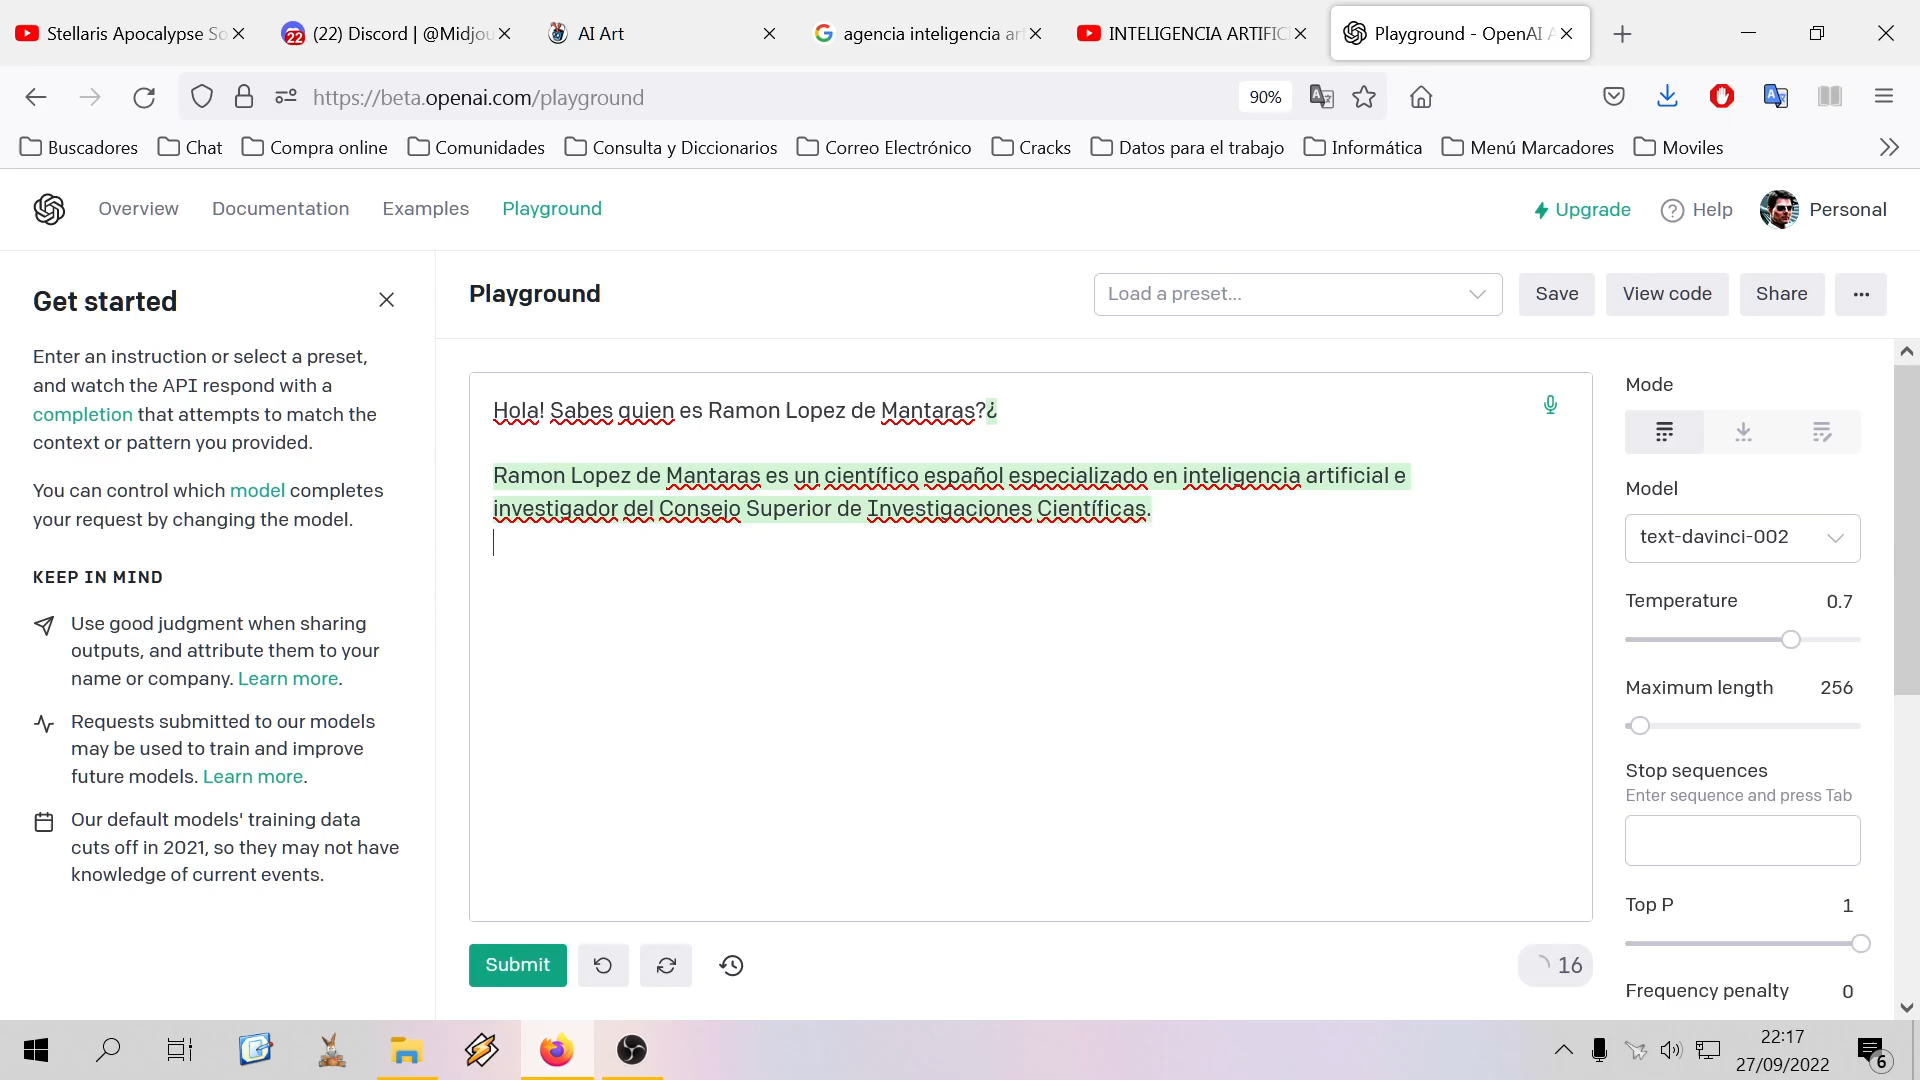 Stellaris Apocalypse So
(22) Discord | @Midjou
AI Art
agencia inteligencia ar
INTELIGENCIA ARTIFIC
Playground - OpenAI A
https://beta.openai.com/playground
90%
Buscadores
Chat
Compra online
Comunidades
Consulta y Diccionarios
Correo Electrónico
Cracks
Datos para el trabajo
Informática
Menú Marcadores
Moviles
Overview
Documentation
Examples
Playground
Upgrade
Help
Personal
Get started
Enter an instruction or select a preset,
and watch the API respond with a
completion that attempts to match the
context or pattern you provided.
You can control which model completes
your request by changing the model.
KEEP IN MIND
Use good judgment when sharing
outputs, and attribute them to your
name or company. Learn more.
Requests submitted to our models
may be used to train and improve
future models. Learn more.
Our default models' training data
cuts off in 2021, so they may not have
knowledge of current events.
Playground
Load a preset...
Save
View code
Share
...
Hola! Sabes quien es Ramon Lopez de Mantaras?¿
Ramon Lopez de Mantaras es un científico español especializado en inteligencia artificial e
investigador del Consejo Superior de Investigaciones Científicas.
Submit
16
Mode
Model
text-davinci-002
Temperature 0.7
Maximum length 256
Stop sequences
Enter sequence and press Tab
Top P 1
Frequency penalty 0
22:17
27/09/2022
6